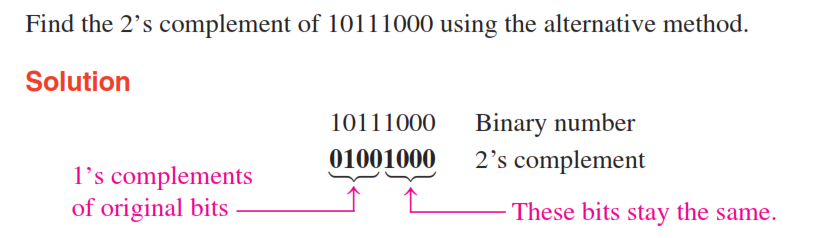 Find the 2’s complement of 10111000 using the alternative method.
Solution
10111000 Binary number
01001000 2’s complement
1’s complements
of original bits
These bits stay the same.